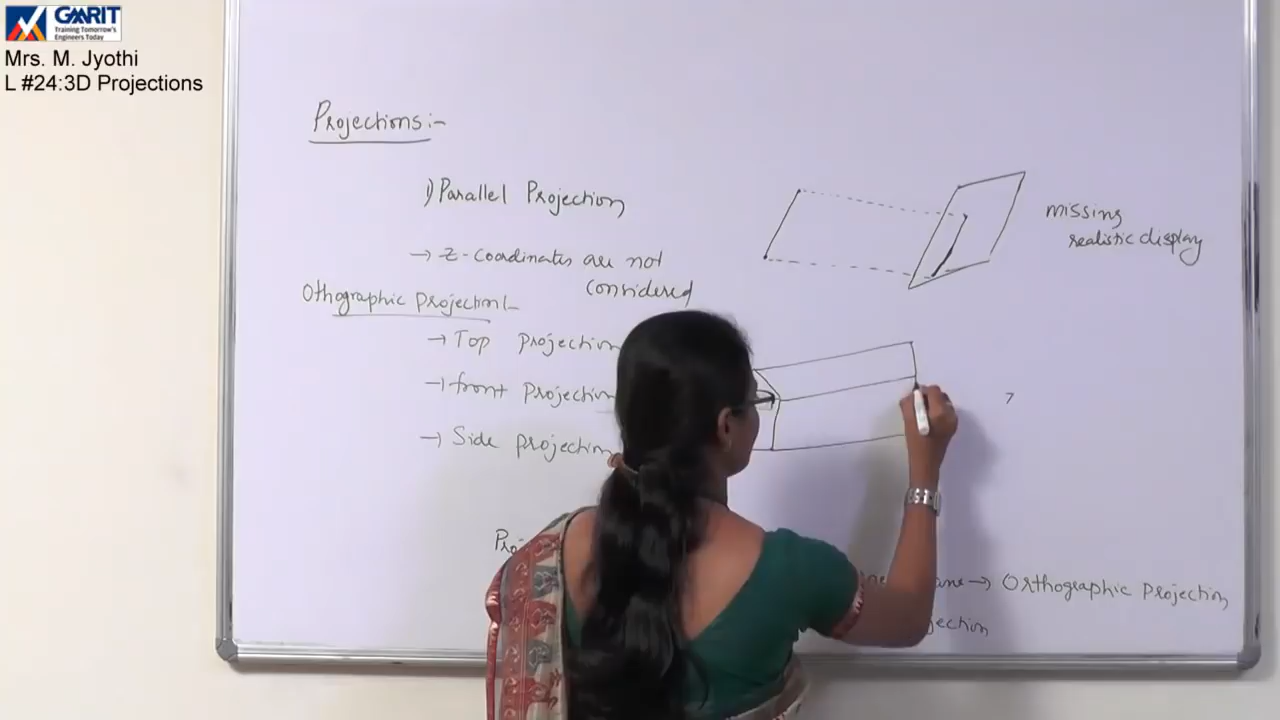 GMRIT
Training Tomorrow's
Engineers Today
Mrs. M. Jyothi
L #24:3D Projections
Projections:-
1) Parallel Projection
→ Z-Coordinates are not
Considered
Othographic projection:-
→ Top projection
→ front projection
→ Side projection
missing
realistic display
→ Orthographic projection